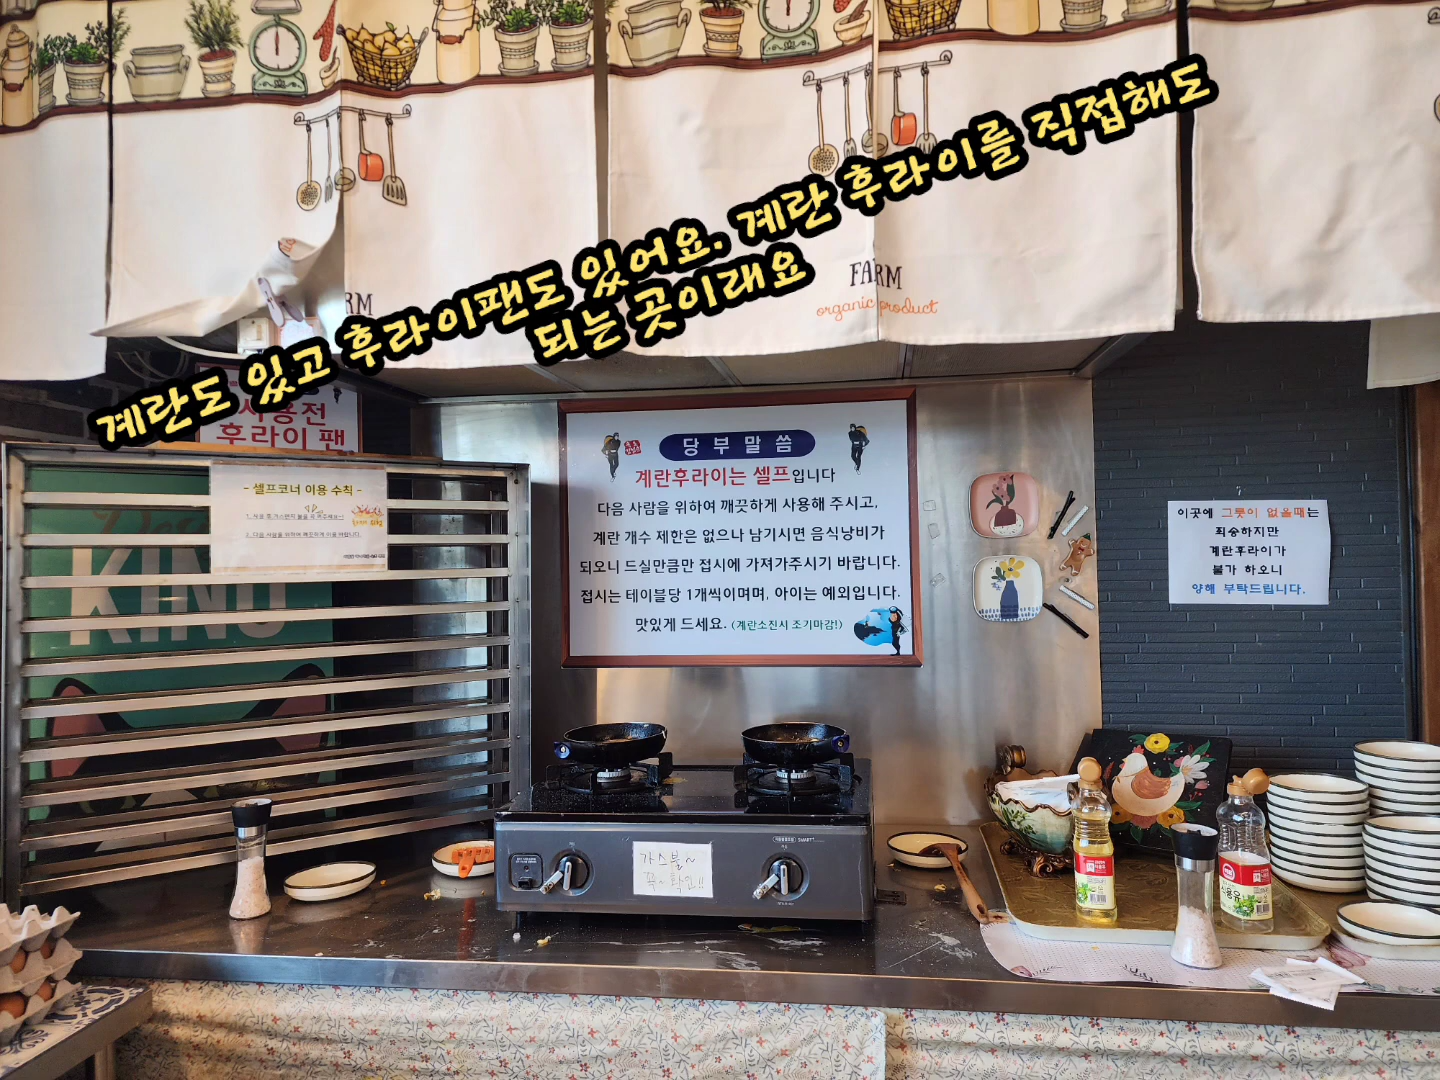 계란도 있고 후라이팬도 있어요. 계란 후라이를 직접해도
되는 곳이래요
RM
FARM
organic product
사용전
후라이 팬
- 셀프코너 이용 수칙 -
KING
당 부 말 씀
계란후라이는 셀프입니다
다음 사람을 위하여 깨끗하게 사용해 주시고,
계란 개수 제한은 없으나 남기시면 음식낭비가
되오니 드실만큼만 접시에 가져가주시기 바랍니다.
접시는 테이블당 1개씩이며며, 아이는 예외입니다.
맛있게 드세요. (계란소진시 조기마감!)
이곳에 그릇이 없을때는
죄송하지만
계란후라이가
불가 하오니
양해 부탁드립니다.
가스불~
꼭~확인!!
식용유